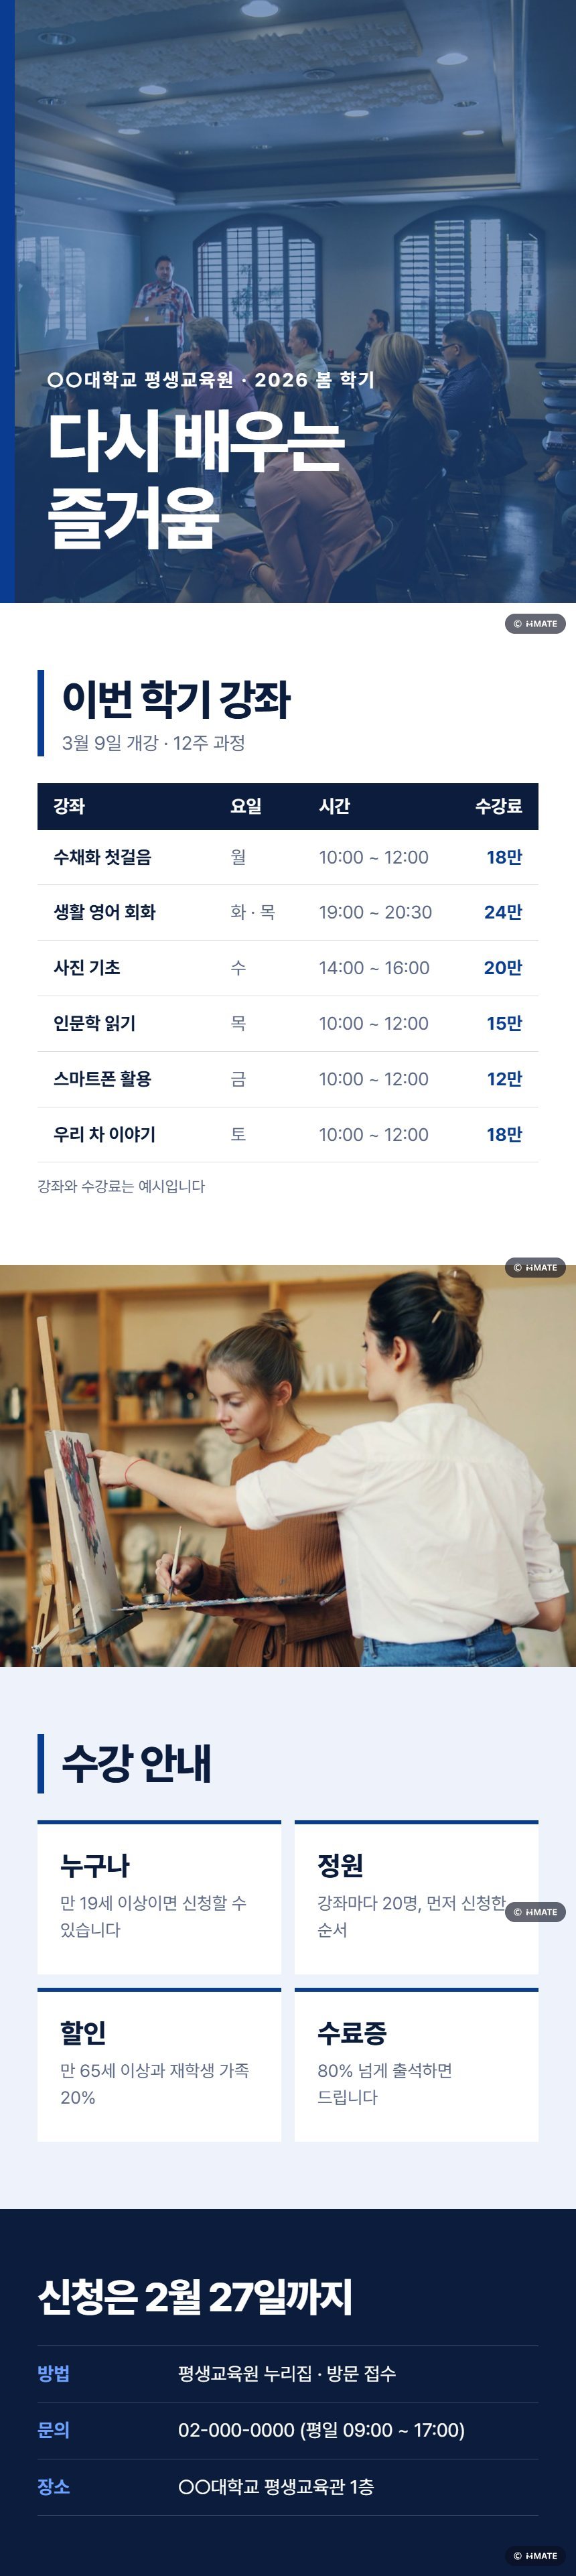 ○○대학교 평생교육원 · 2026 봄 학기
다시 배우는
즐거움
© HMATE
이번 학기 강좌
3월 9일 개강 · 12주 과정
강좌 요일 시간 수강료
수채화 첫걸음 월 10:00 ~ 12:00 18만
생활 영어 회화 화 · 목 19:00 ~ 20:30 24만
사진 기초 수 14:00 ~ 16:00 20만
인문학 읽기 목 10:00 ~ 12:00 15만
스마트폰 활용 금 10:00 ~ 12:00 12만
우리 차 이야기 토 10:00 ~ 12:00 18만
강좌와 수강료는 예시입니다
© HMATE
수강 안내
누구나
만 19세 이상이면 신청할 수
있습니다
정원
강좌마다 20명, 먼저 신청한
순서
© HMATE
할인
만 65세 이상과 재학생 가족
20%
수료증
80% 넘게 출석하면
드립니다
신청은 2월 27일까지
방법 평생교육원 누리집 · 방문 접수
문의 02-000-0000 (평일 09:00 ~ 17:00)
장소 ○○대학교 평생교육관 1층
© HMATE